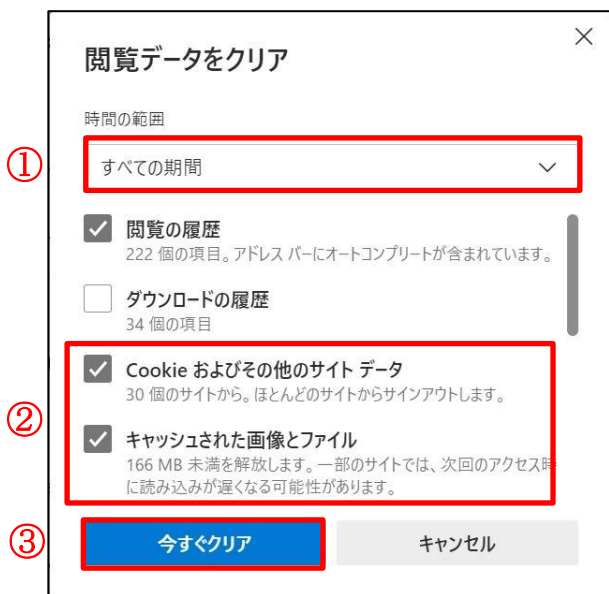 閲覧データをクリア
時間の範囲
①
すべての期間
閲覧の履歴
222 個の項目。アドレス バーにオートコンプリートが含まれています。
ダウンロードの履歴
34 個の項目
②
Cookie およびその他のサイト データ
30 個のサイトから。ほとんどのサイトからサインアウトします。
キャッシュされた画像とファイル
166 MB 未満を解放します。一部のサイトでは、次回のアクセス時
に読み込みが遅くなる可能性があります。
③
今すぐクリア
キャンセル